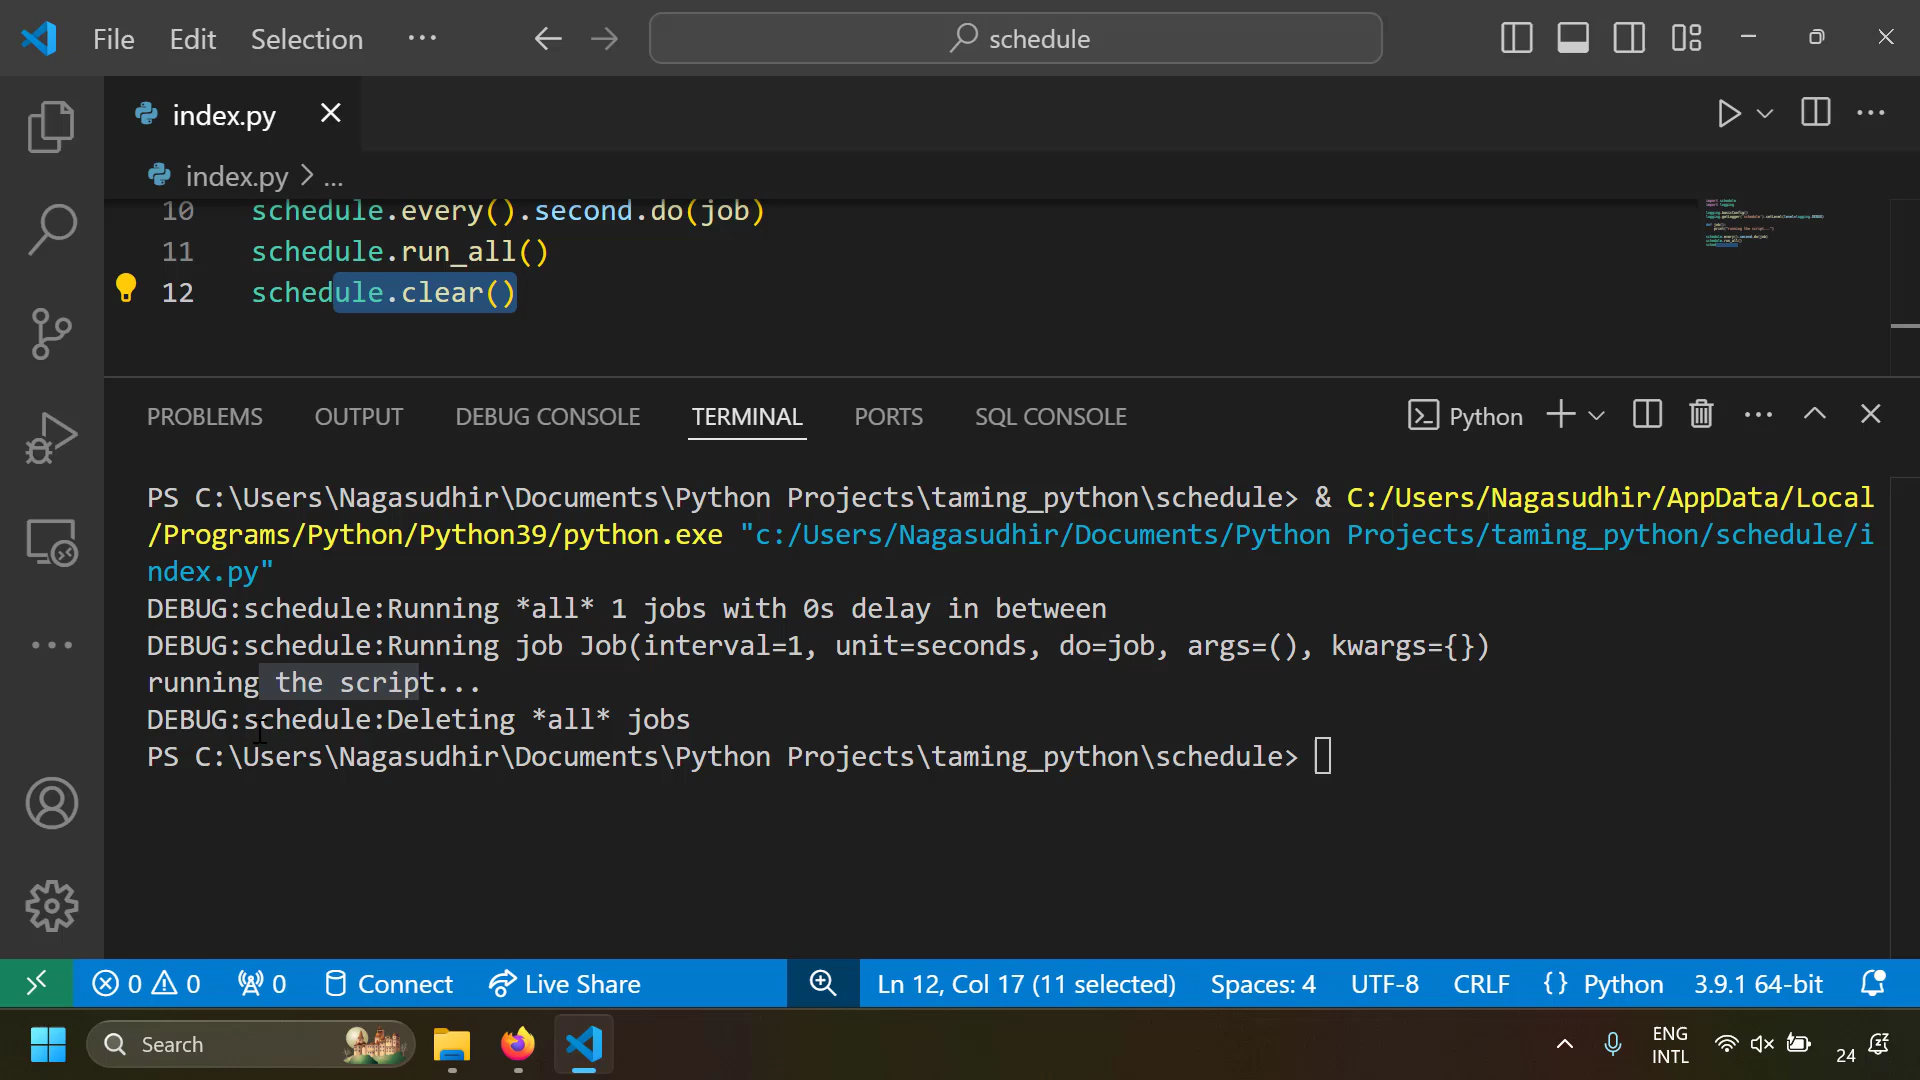 File Edit Selection ···
schedule
index.py
index.py > ...
10 schedule.every().second.do(job)
11 schedule.run_all()
12 schedule.clear()
PROBLEMS OUTPUT DEBUG CONSOLE TERMINAL PORTS SQL CONSOLE Python
PS C:\Users\Nagasudhir\Documents\Python Projects\taming_python\schedule> & C:/Users/Nagasudhir/AppData/Local
/Programs/Python/Python39/python.exe "c:/Users/Nagasudhir/Documents/Python Projects/taming_python/schedule/i
ndex.py"
DEBUG:schedule:Running *all* 1 jobs with 0s delay in between
DEBUG:schedule:Running job Job(interval=1, unit=seconds, do=job, args=(), kwargs={})
running the script...
DEBUG:schedule:Deleting *all* jobs
PS C:\Users\Nagasudhir\Documents\Python Projects\taming_python\schedule>
0 0 0 Connect Live Share Ln 12, Col 17 (11 selected) Spaces: 4 UTF-8 CRLF {} Python 3.9.1 64-bit
Search
ENG
INTL
24